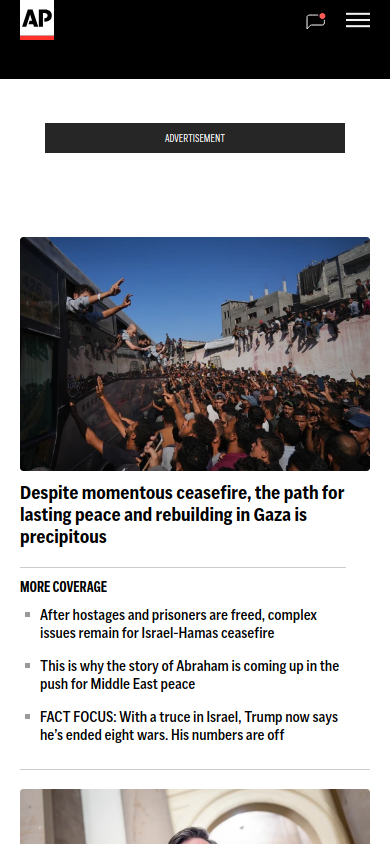 AP
ADVERTISEMENT
Despite momentous ceasefire, the path for
lasting peace and rebuilding in Gaza is
precipitous
MORE COVERAGE
After hostages and prisoners are freed, complex
issues remain for Israel-Hamas ceasefire
This is why the story of Abraham is coming up in the
push for Middle East peace
FACT FOCUS: With a truce in Israel, Trump now says
he’s ended eight wars. His numbers are off